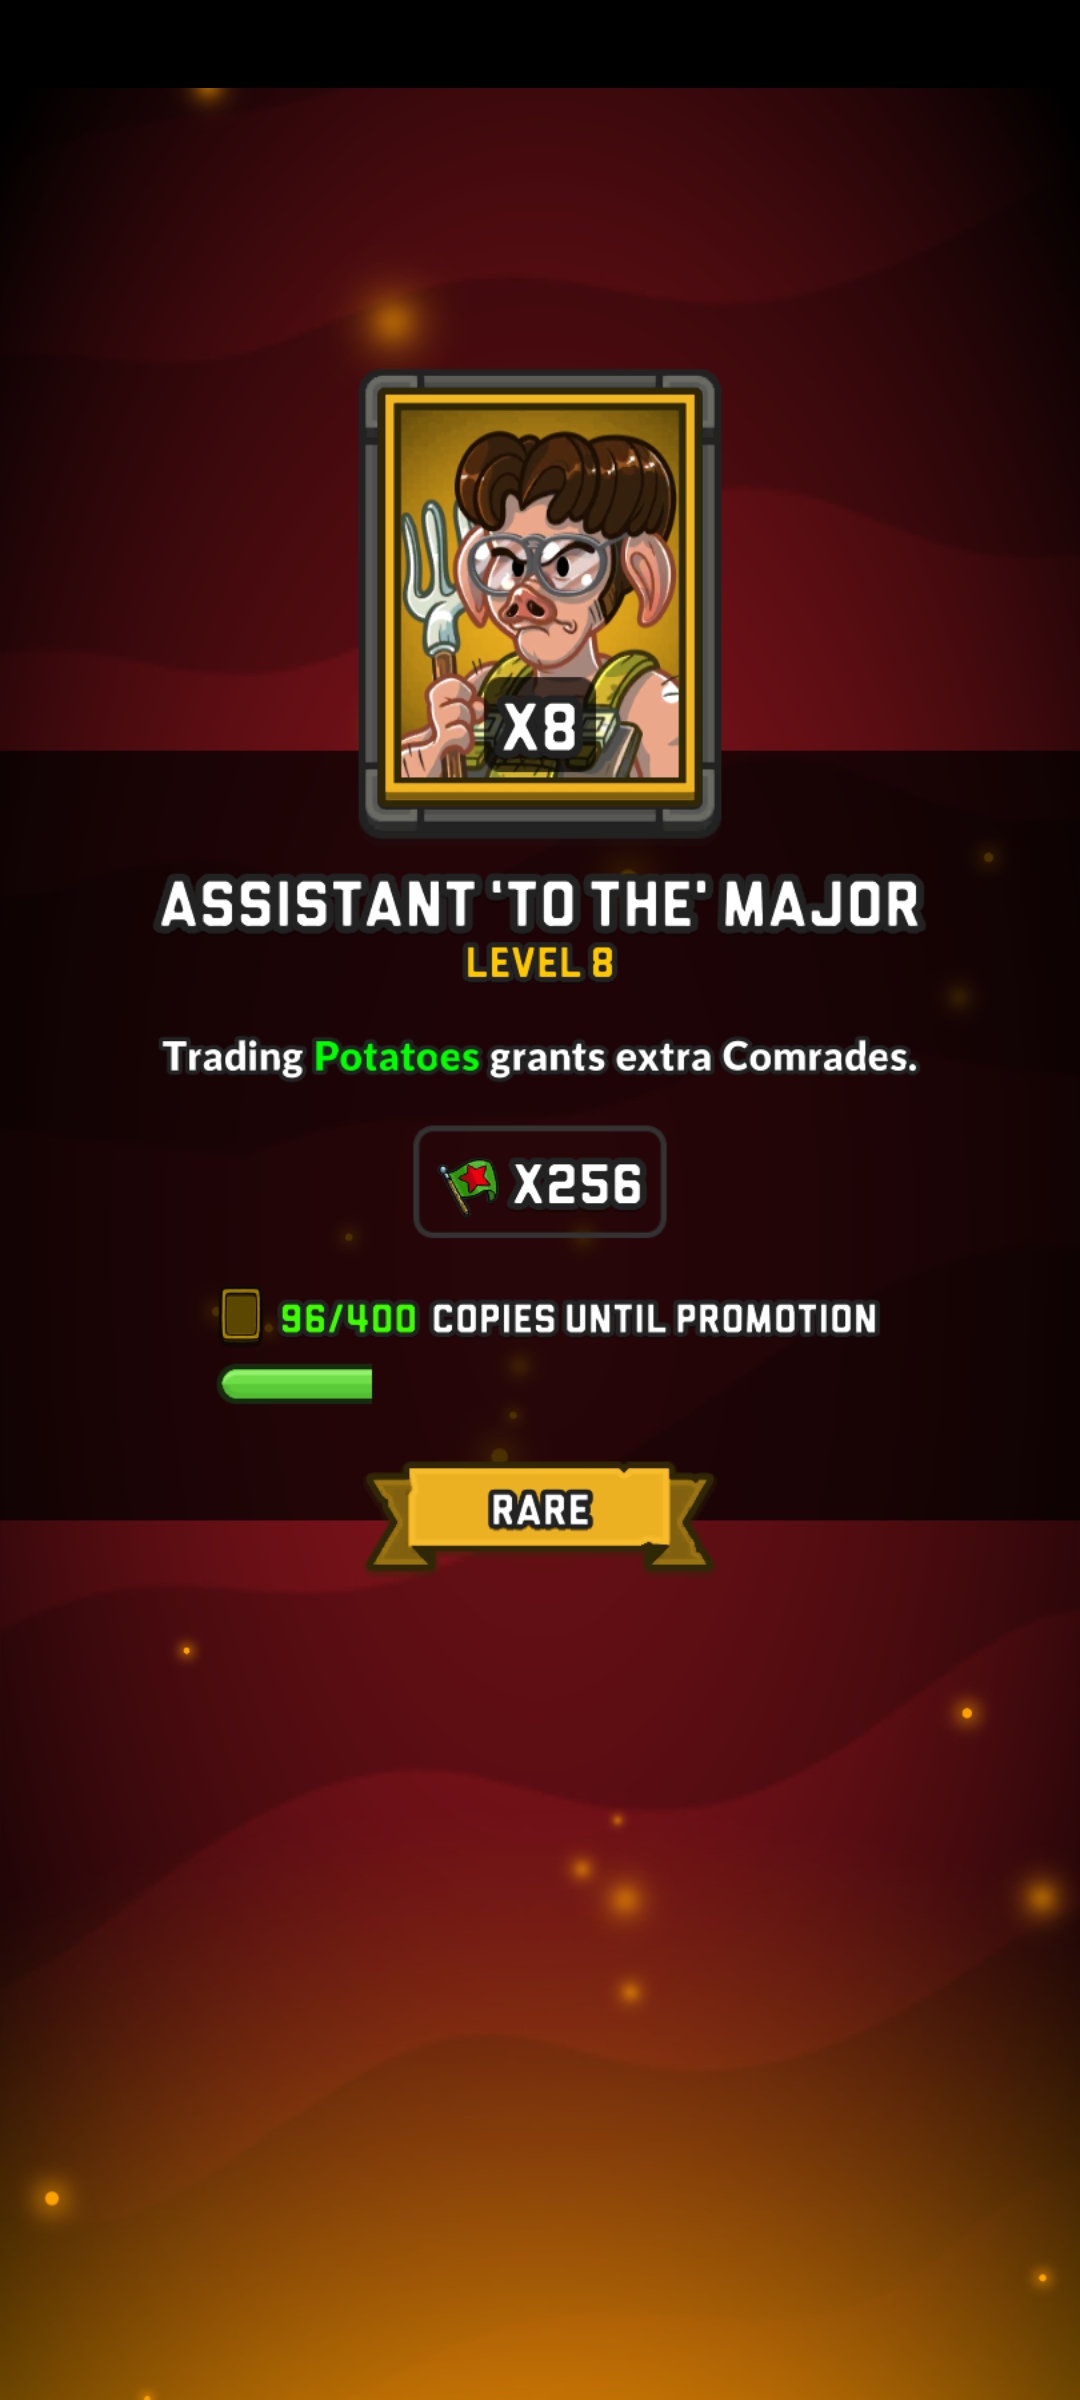 X8
ASSISTANT 'TO THE' MAJOR
LEVEL 8
Trading Potatoes grants extra Comrades.
X256
96/400 COPIES UNTIL PROMOTION
RARE